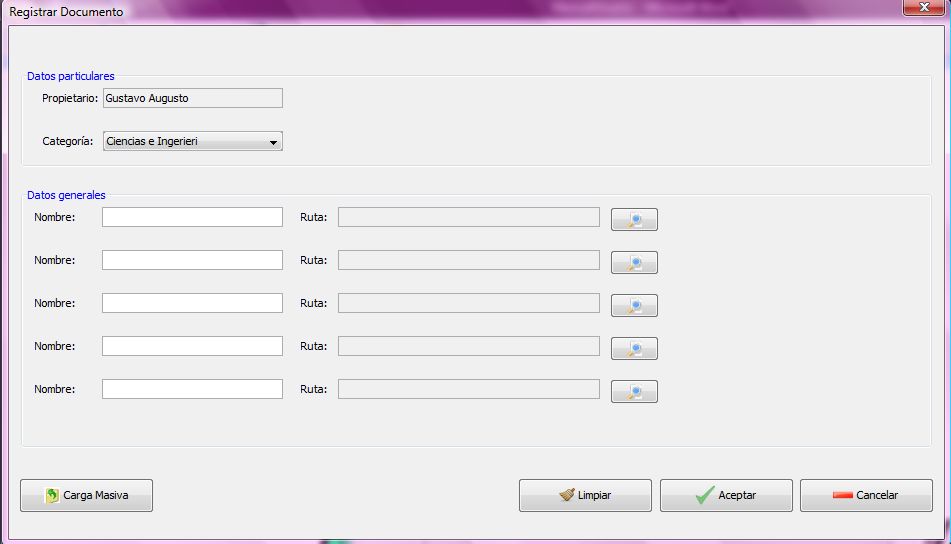 Registrar Documento
Datos particulares
Propietario: Gustavo Augusto
Categoría: Ciencias e Ingerieri
Datos generales
Nombre: Ruta:
Nombre: Ruta:
Nombre: Ruta:
Nombre: Ruta:
Nombre: Ruta:
Carga Masiva Limpiar Aceptar Cancelar